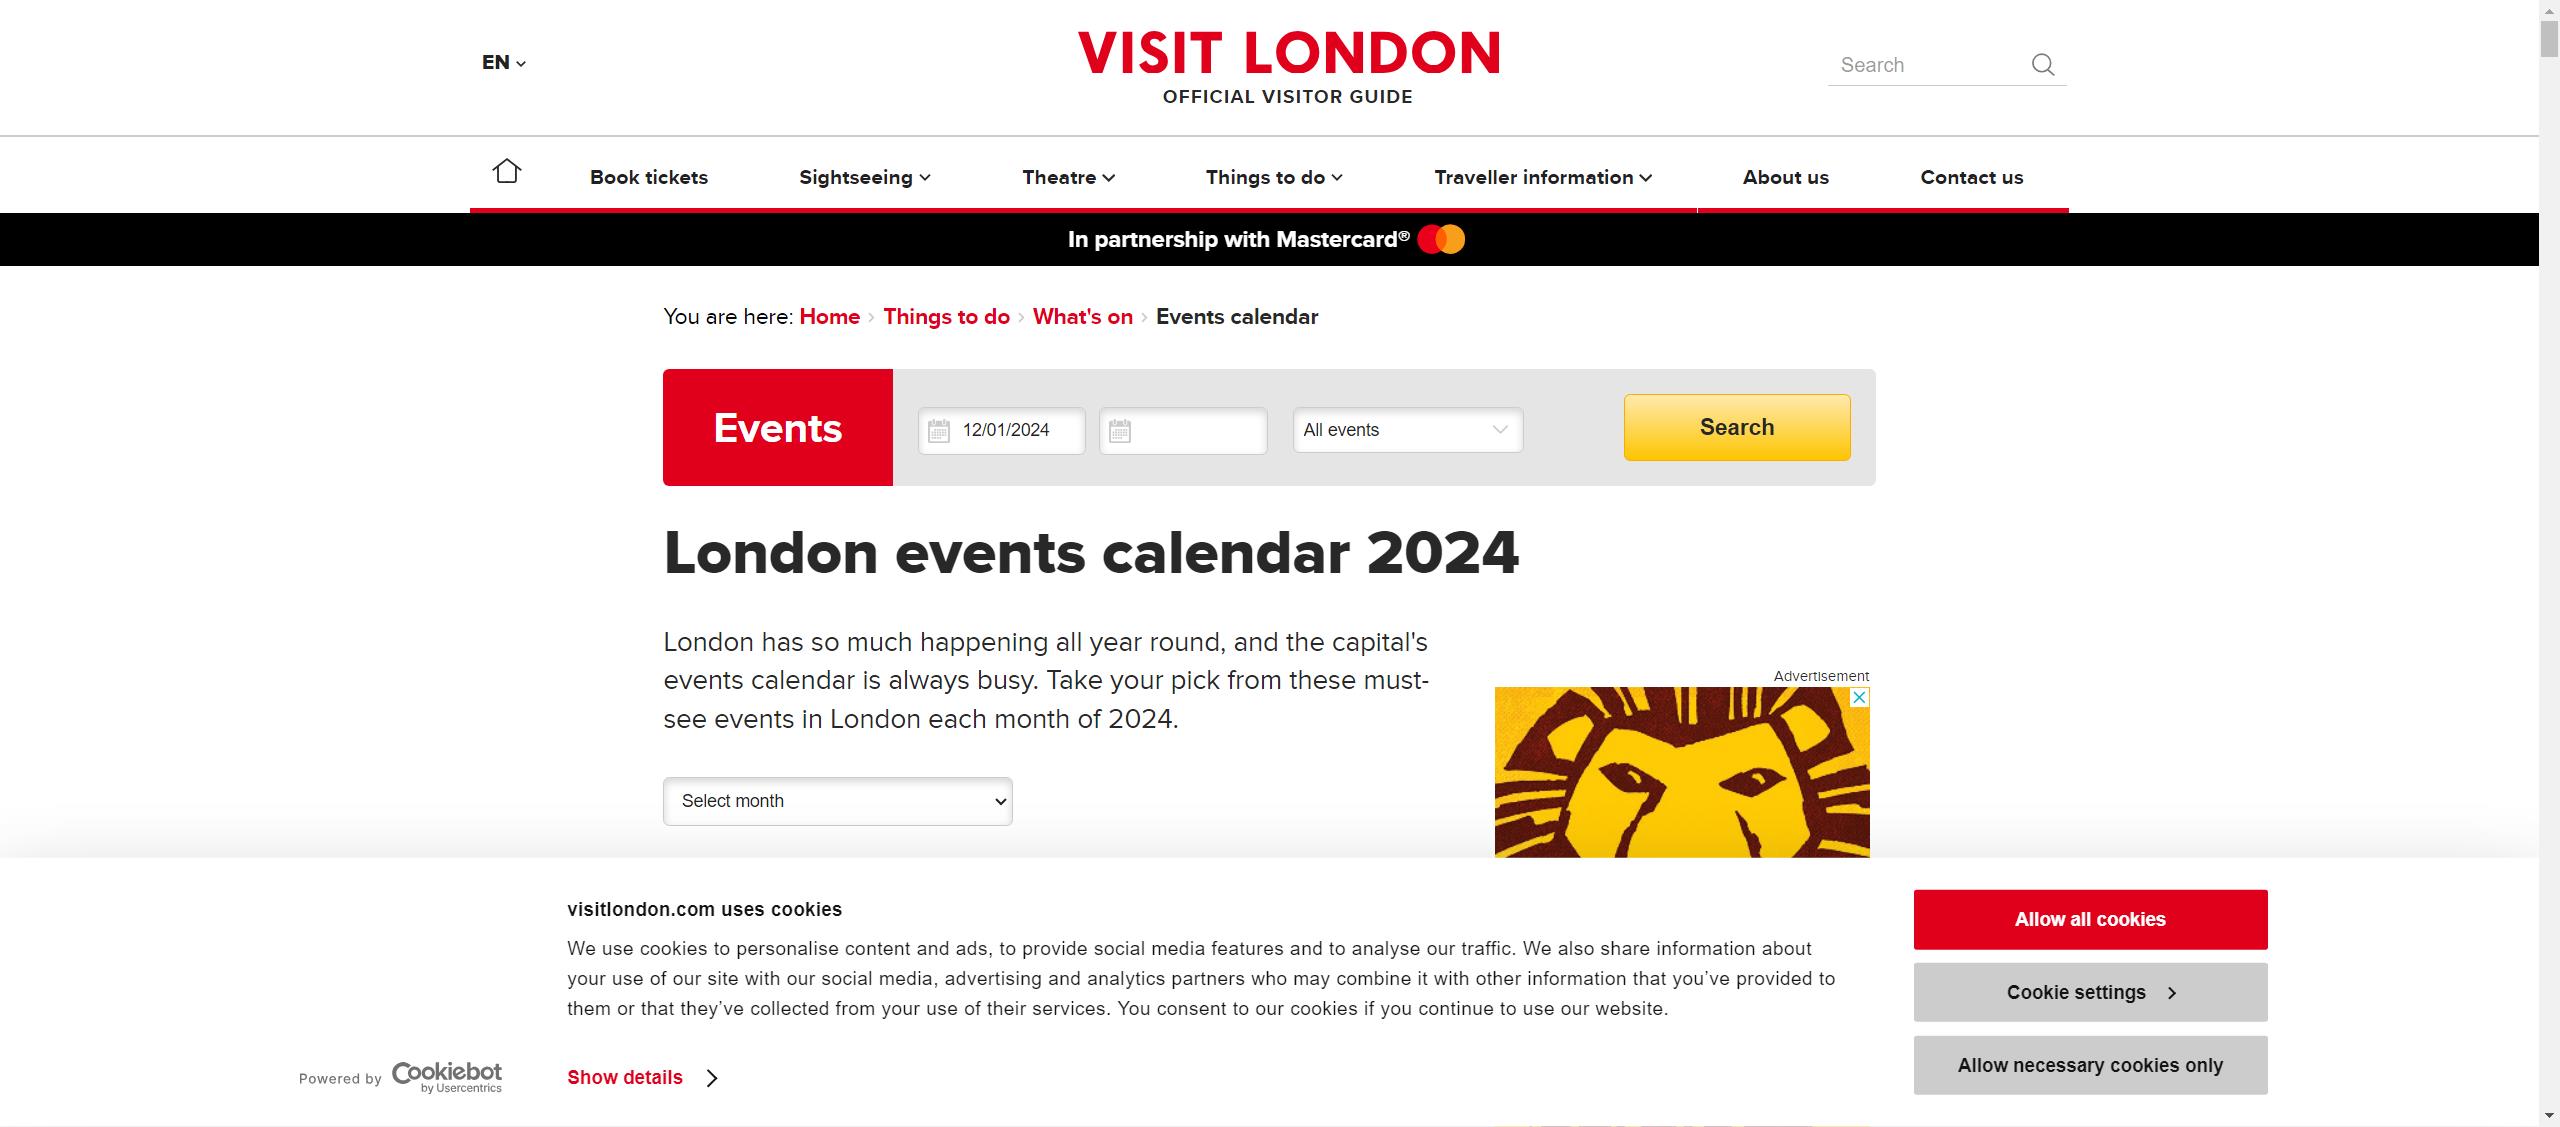 EN
VISIT LONDON
OFFICIAL VISITOR GUIDE
Search
Book tickets
Sightseeing
Theatre
Things to do
Traveller information
About us
Contact us
In partnership with Mastercard®
You are here: Home › Things to do › What's on › Events calendar
Events
12/01/2024
All events
Search
London events calendar 2024
London has so much happening all year round, and the capital's
events calendar is always busy. Take your pick from these must-
see events in London each month of 2024.
Advertisement
Select month
visitlondon.com uses cookies
We use cookies to personalise content and ads, to provide social media features and to analyse our traffic. We also share information about
your use of our site with our social media, advertising and analytics partners who may combine it with other information that you’ve provided to
them or that they’ve collected from your use of their services. You consent to our cookies if you continue to use our website.
Allow all cookies
Cookie settings
Allow necessary cookies only
Powered by Cookiebot
by Usercentrics
Show details